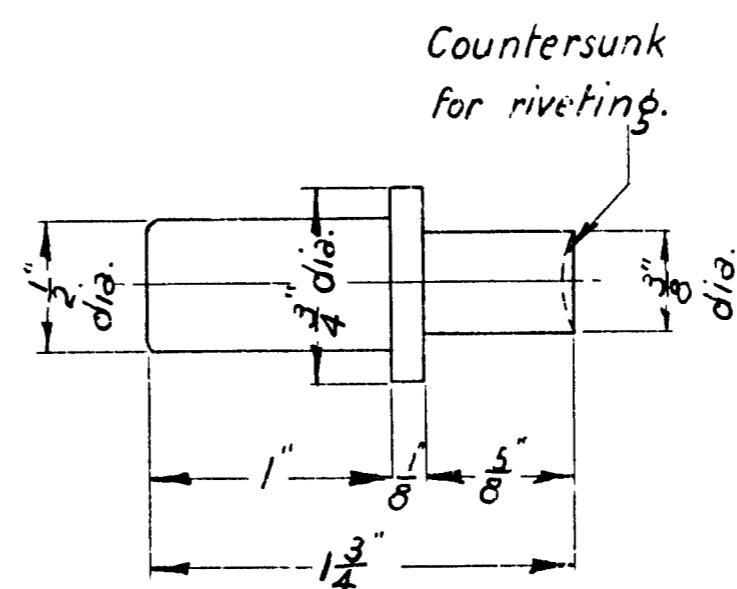 Countersunk
for riveting.
1/2" dia.
3/4" dia.
3/8" dia.
1"
1/8"
5/8"
1 3/4"